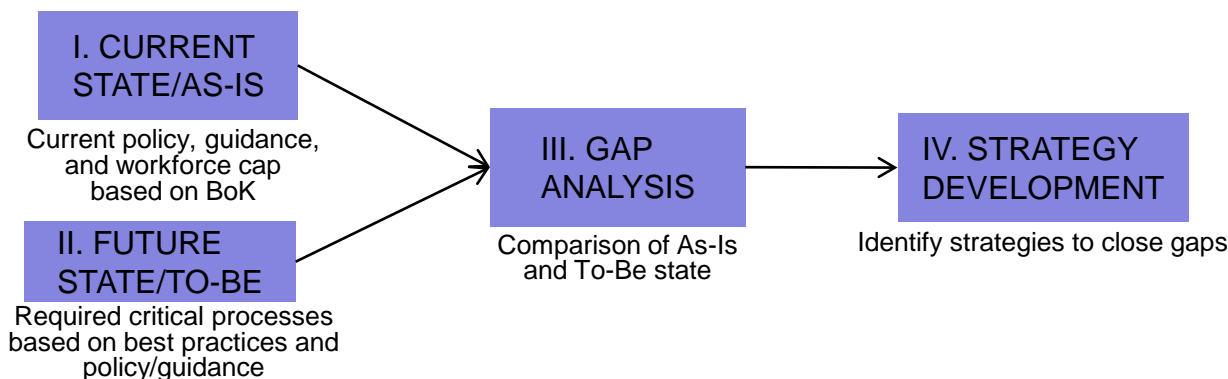 I. CURRENT
STATE/AS-IS
Current policy, guidance,
and workforce cap
based on BoK
II. FUTURE
STATE/TO-BE
Required critical processes
based on best practices and
policy/guidance
III. GAP
ANALYSIS
Comparison of As-Is
and To-Be state
IV. STRATEGY
DEVELOPMENT
Identify strategies to close gaps